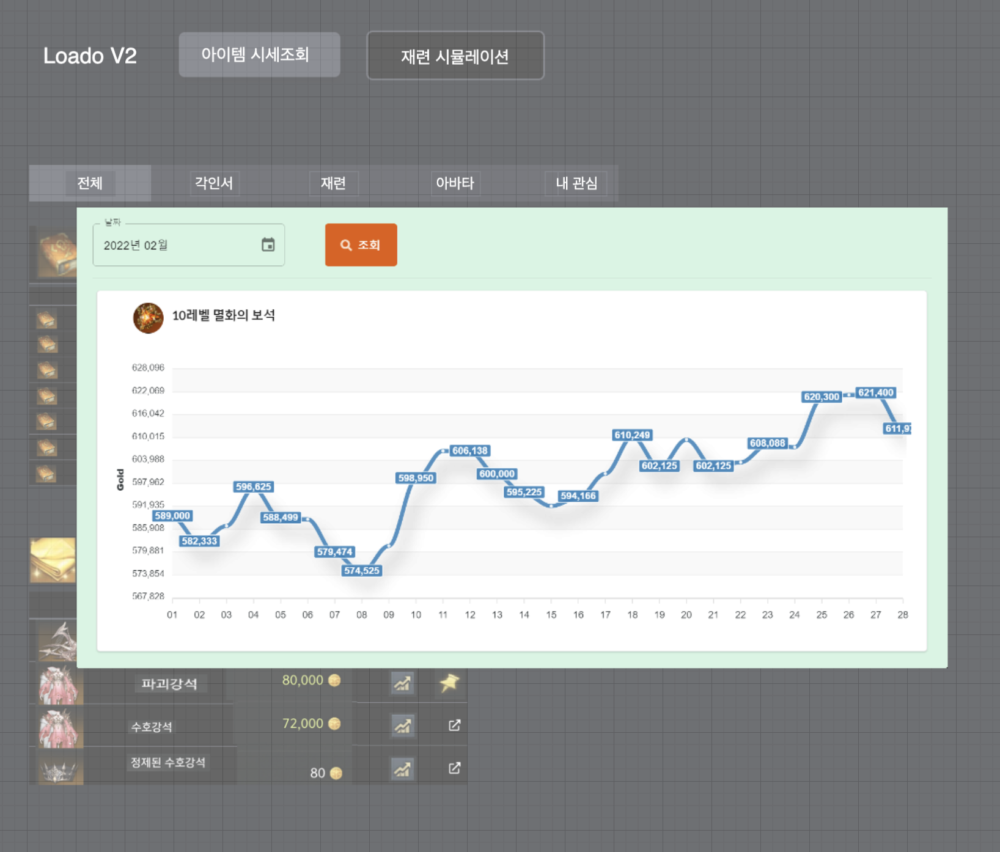 Loado V2 아이템 시세조회 재련 시뮬레이션
전체 각인서 재련 아바타 내 관심
날짜
2022년 02월 조회
10레벨 멸화의 보석
628,096
622,069
616,042
610,015
603,988
597,962
591,935
585,908
579,881
573,854
567,828
Gold
589,000
582,333
596,625
588,499
579,474
574,525
598,950
606,138
600,000
595,225
594,166
610,249
602,125
602,125
608,088
620,300
621,400
611,97
01 02 03 04 05 06 07 08 09 10 11 12 13 14 15 16 17 18 19 20 21 22 23 24 25 26 27 28
파괴강석 80,000
수호강석 72,000
정제된 수호강석 80